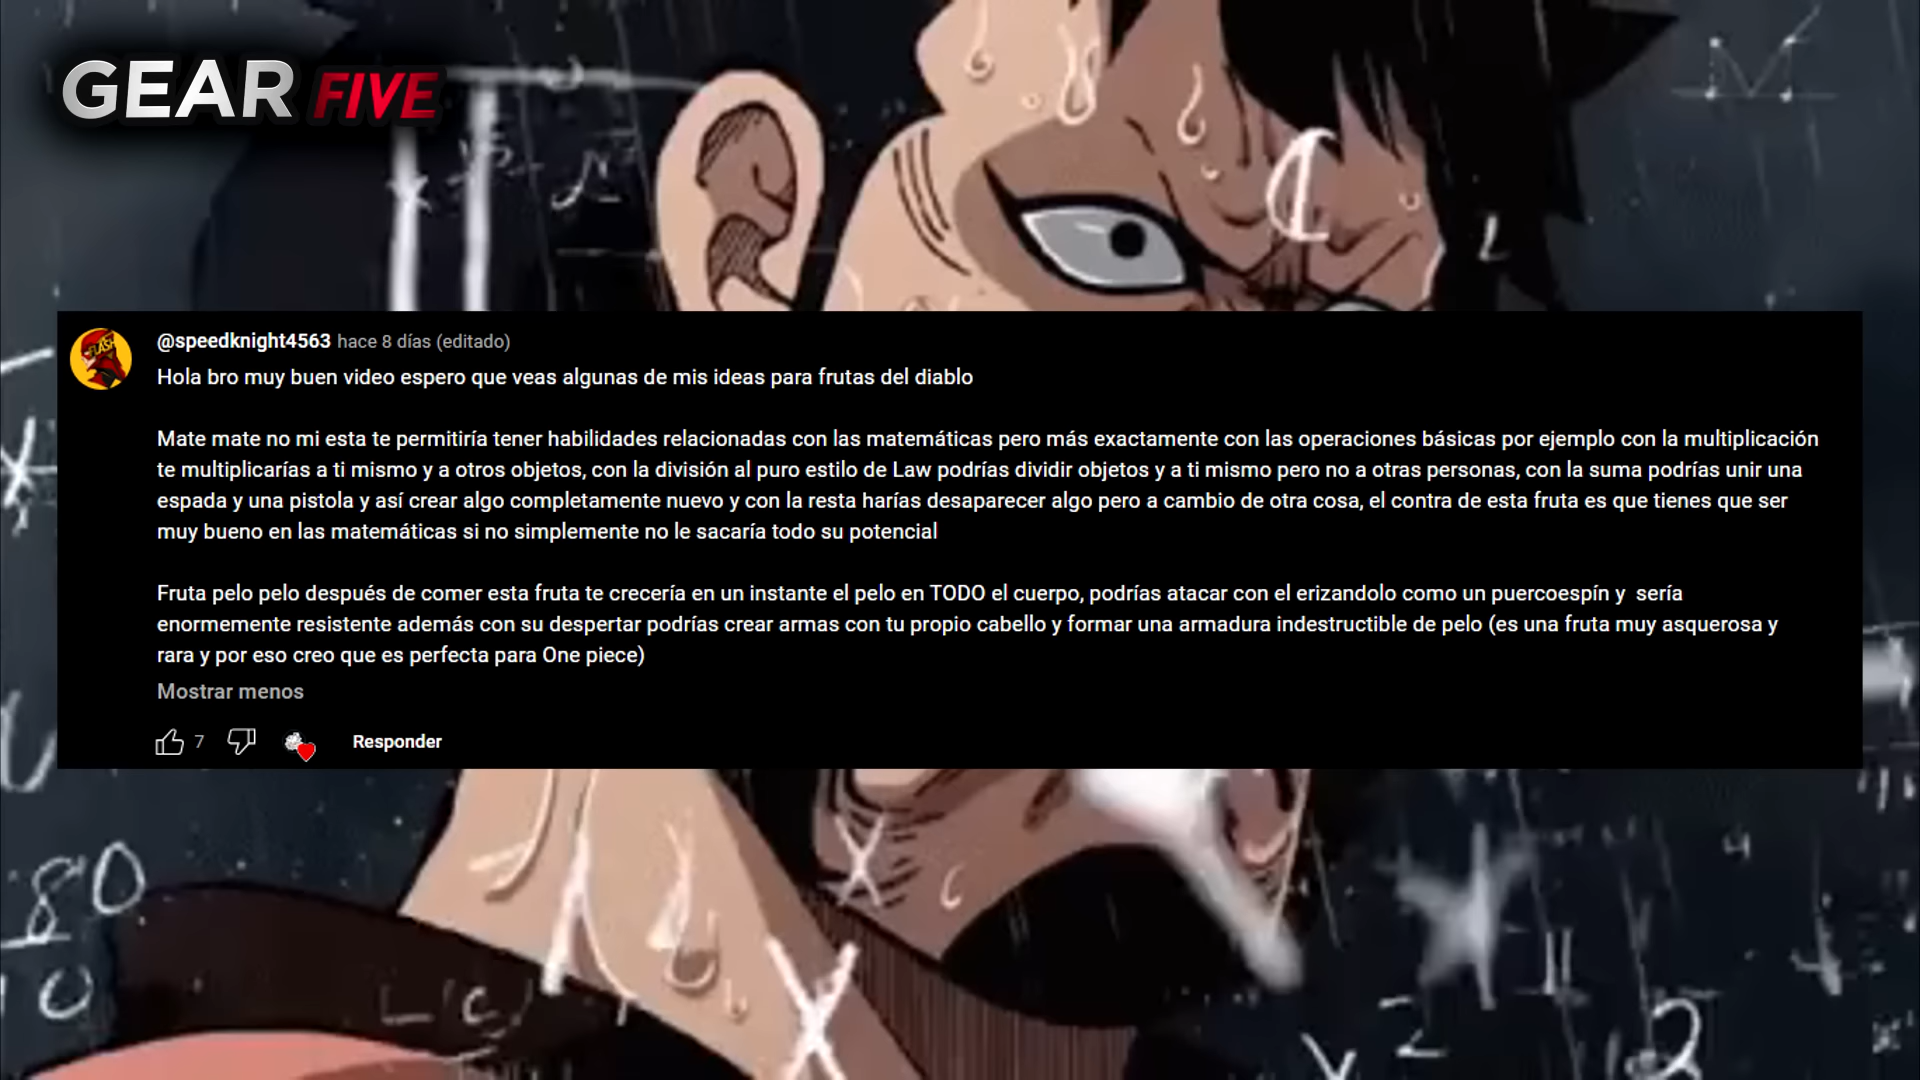 GEAR FIVE
@speedknight4563 hace 8 días (editado)
Hola bro muy buen video espero que veas algunas de mis ideas para frutas del diablo
Mate mate no mi esta te permitiría tener habilidades relacionadas con las matemáticas pero más exactamente con las operaciones básicas por ejemplo con la multiplicación
te multiplicarías a ti mismo y a otros objetos, con la división al puro estilo de Law podrías dividir objetos y a ti mismo pero no a otras personas, con la suma podrías unir una
espada y una pistola y así crear algo completamente nuevo y con la resta harías desaparecer algo pero a cambio de otra cosa, el contra de esta fruta es que tienes que ser
muy bueno en las matemáticas si no simplemente no le sacaría todo su potencial
Fruta pelo pelo después de comer esta fruta te crecería en un instante el pelo en TODO el cuerpo, podrías atacar con el erizandolo como un puercoespín y  sería
enormemente resistente además con su despertar podrías crear armas con tu propio cabello y formar una armadura indestructible de pelo (es una fruta muy asquerosa y
rara y por eso creo que es perfecta para One piece)
Mostrar menos
7 Responder
80